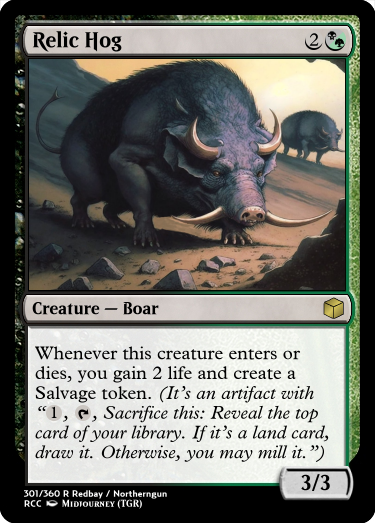 Relic Hog 2
Creature — Boar
Whenever this creature enters or
dies, you gain 2 life and create a
Salvage token. (It's an artifact with
“1, , Sacrifice this: Reveal the top
card of your library. If it's a land card,
draw it. Otherwise, you may mill it.”)
3/3
301/360 R Redbay / Northerngun
RCC Midjourney (TGR)